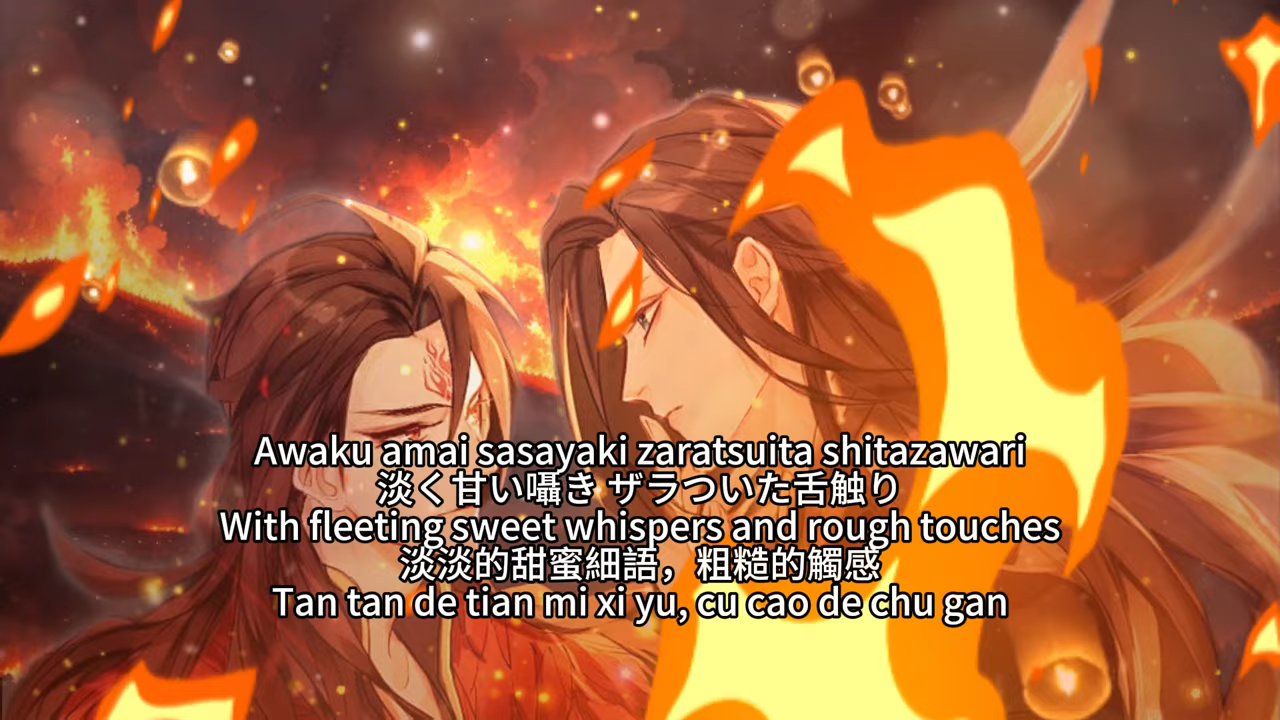 Awaku amai sasayaki zaratsuita shitazawari
淡く甘い囁き ザラついた舌触り
With fleeting sweet whispers and rough touches
淡淡的甜蜜細語，粗糙的觸感
Tan tan de tian mi xi yu, cu cao de chu gan